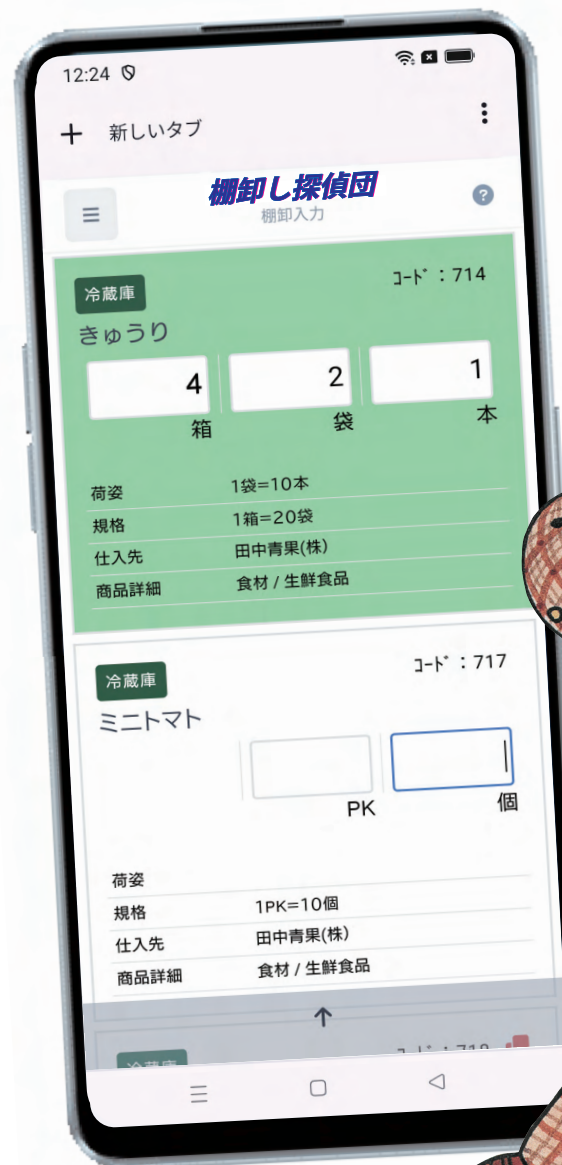 12:24
新しいタブ
棚卸し探偵団
棚卸入力
冷蔵庫
コード：714
きゅうり
4 2 1
箱 袋 本
荷姿 1袋=10本
規格 1箱=20袋
仕入先 田中青果(株)
商品詳細 食材 / 生鮮食品
冷蔵庫
コード：717
ミニトマト
PK 個
荷姿
規格 1PK=10個
仕入先 田中青果(株)
商品詳細 食材 / 生鮮食品